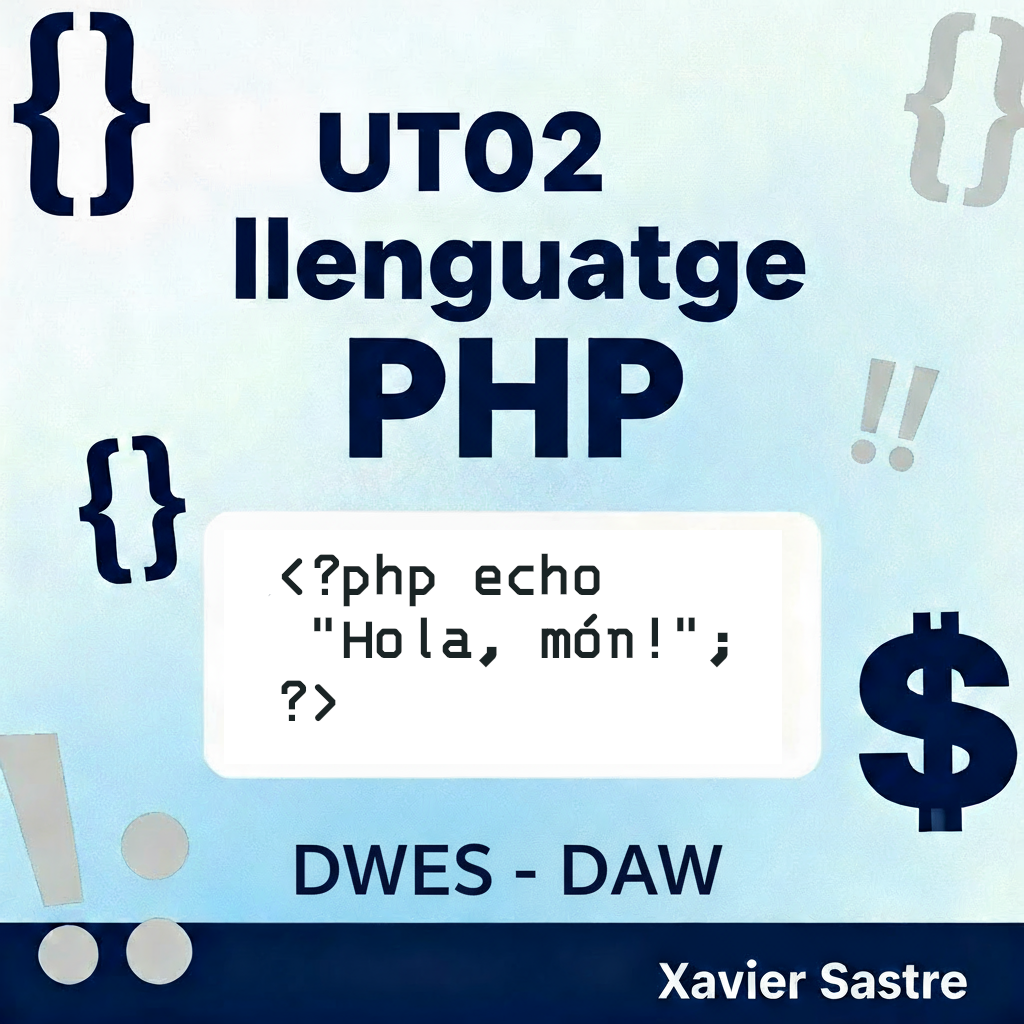 {}
{}
UT02
llenguatge
PHP
!!
{}
<?php echo
"Hola, món!";
?>
$
!:
DWES - DAW
Xavier Sastre